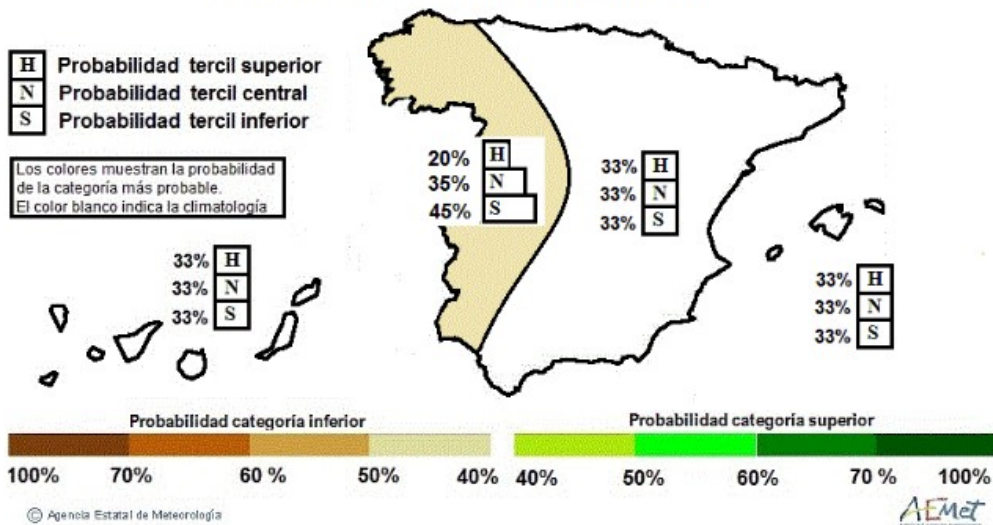 H Probabilidad tercil superior
N Probabilidad tercil central
S Probabilidad tercil inferior
Los colores muestran la probabilidad
de la categoría más probable.
El color blanco indica la climatología
20% H
35% N
45% S
33% H
33% N
33% S
33% H
33% N
33% S
33% H
33% N
33% S
Probabilidad categoría inferior
100% 70% 60 % 50% 40%
Probabilidad categoría superior
40% 50% 60% 70 % 100%
© Agencia Estatal de Meteorología
AEMet